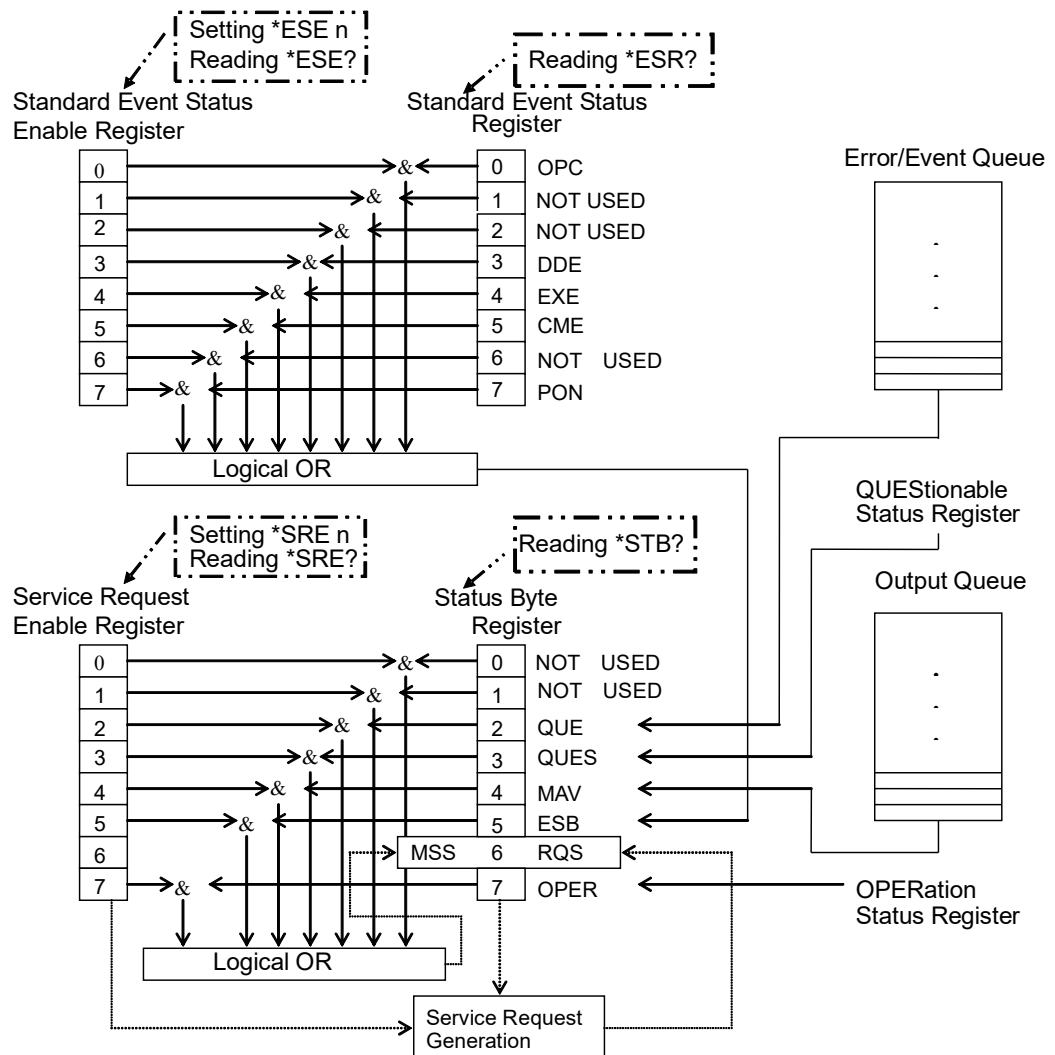 Setting *ESE n
Reading *ESE?
Reading *ESR?
Standard Event Status
Enable Register
Standard Event Status
Register
Error/Event Queue
0 & 0 OPC
1 & 1 NOT USED
2 & 2 NOT USED
3 & 3 DDE
4 & 4 EXE
5 & 5 CME
6 & 6 NOT USED
7 & 7 PON
Logical OR
QUEStionable
Status Register
Setting *SRE n
Reading *SRE?
Reading *STB?
Output Queue
Service Request
Enable Register
Status Byte
Register
0 & 0 NOT USED
1 & 1 NOT USED
2 & 2 QUE
3 & 3 QUES
4 & 4 MAV
5 & 5 ESB
6 MSS 6 RQS
7 & 7 OPER
OPERation
Status Register
Logical OR
Service Request
Generation